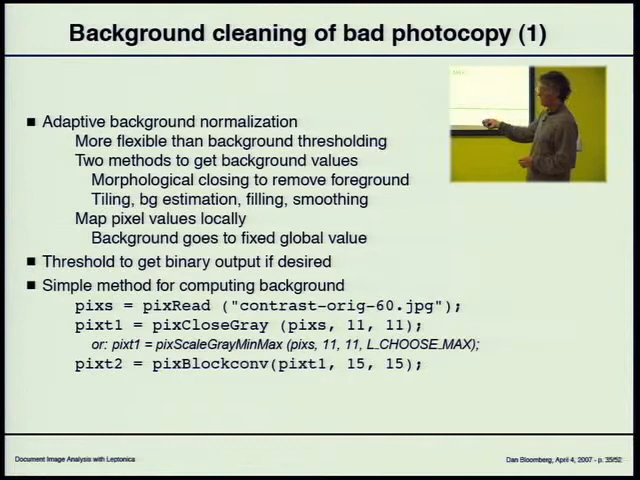 Background cleaning of bad photocopy (1)
Adaptive background normalization
More flexible than background thresholding
Two methods to get background values
Morphological closing to remove foreground
Tiling, bg estimation, filling, smoothing
Map pixel values locally
Background goes to fixed global value
Threshold to get binary output if desired
Simple method for computing background
pixs = pixRead ("contrast-orig-60.jpg");
pixt1 = pixCloseGray (pixs, 11, 11);
or: pixt1 = pixScaleGrayMinMax (pixs, 11, 11, L_CHOOSE_MAX);
pixt2 = pixBlockconv(pixt1, 15, 15);
Document Image Analysis with Leptonica
Dan Bloomberg, April 4, 2007 - p. 35/52